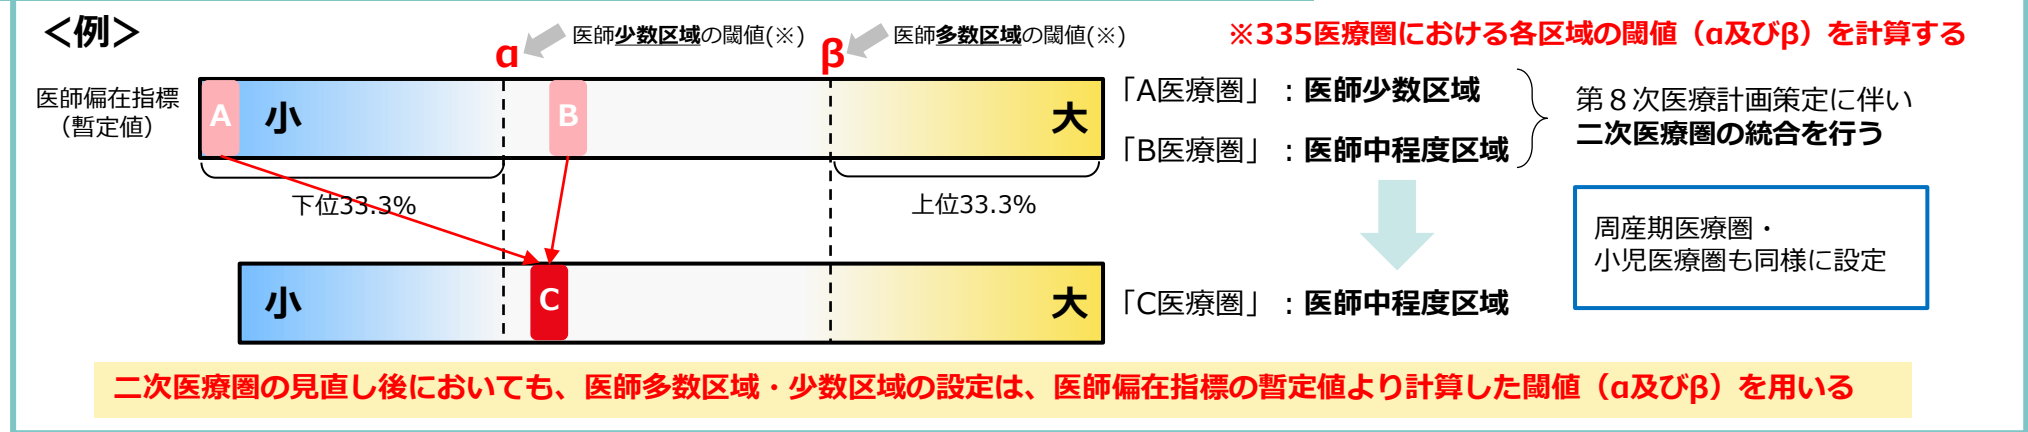 ＜例＞
医師少数区域の閾値(※)
医師多数区域の閾値(※)
※335医療圏における各区域の閾値（α及びβ）を計算する
α
β
医師偏在指標
（暫定値）
A
小
B
大
「A医療圏」：医師少数区域
「B医療圏」：医師中程度区域
第８次医療計画策定に伴い
二次医療圏の統合を行う
下位33.3%
上位33.3%
周産期医療圏・
小児医療圏も同様に設定
小
C
大
「C医療圏」：医師中程度区域
二次医療圏の見直し後においても、医師多数区域・少数区域の設定は、医師偏在指標の暫定値より計算した閾値（α及びβ）を用いる